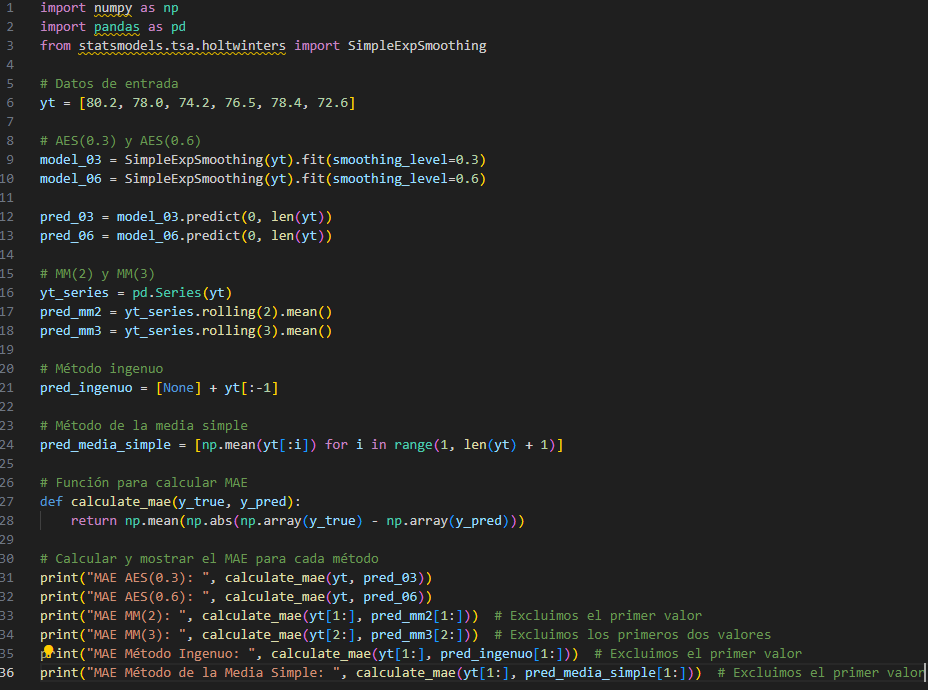 1 import numpy as np
2 import pandas as pd
3 from statsmodels.tsa.holtwinters import SimpleExpSmoothing
4
5 # Datos de entrada
6 yt = [80.2, 78.0, 74.2, 76.5, 78.4, 72.6]
7
8 # AES(0.3) y AES(0.6)
9 model_03 = SimpleExpSmoothing(yt).fit(smoothing_level=0.3)
10 model_06 = SimpleExpSmoothing(yt).fit(smoothing_level=0.6)
11
12 pred_03 = model_03.predict(0, len(yt))
13 pred_06 = model_06.predict(0, len(yt))
14
15 # MM(2) y MM(3)
16 yt_series = pd.Series(yt)
17 pred_mm2 = yt_series.rolling(2).mean()
18 pred_mm3 = yt_series.rolling(3).mean()
19
20 # Método ingenuo
21 pred_ingenuo = [None] + yt[:-1]
22
23 # Método de la media simple
24 pred_media_simple = [np.mean(yt[:i]) for i in range(1, len(yt) + 1)]
25
26 # Función para calcular MAE
27 def calculate_mae(y_true, y_pred):
28     return np.mean(np.abs(np.array(y_true) - np.array(y_pred)))
29
30 # Calcular y mostrar el MAE para cada método
31 print("MAE AES(0.3): ", calculate_mae(yt, pred_03))
32 print("MAE AES(0.6): ", calculate_mae(yt, pred_06))
33 print("MAE MM(2): ", calculate_mae(yt[1:], pred_mm2[1:]))  # Excluimos el primer valor
34 print("MAE MM(3): ", calculate_mae(yt[2:], pred_mm3[2:]))  # Excluimos los primeros dos valores
35 print("MAE Método Ingenuo: ", calculate_mae(yt[1:], pred_ingenuo[1:]))  # Excluimos el primer valor
36 print("MAE Método de la Media Simple: ", calculate_mae(yt[1:], pred_media_simple[1:]))  # Excluimos el primer valor